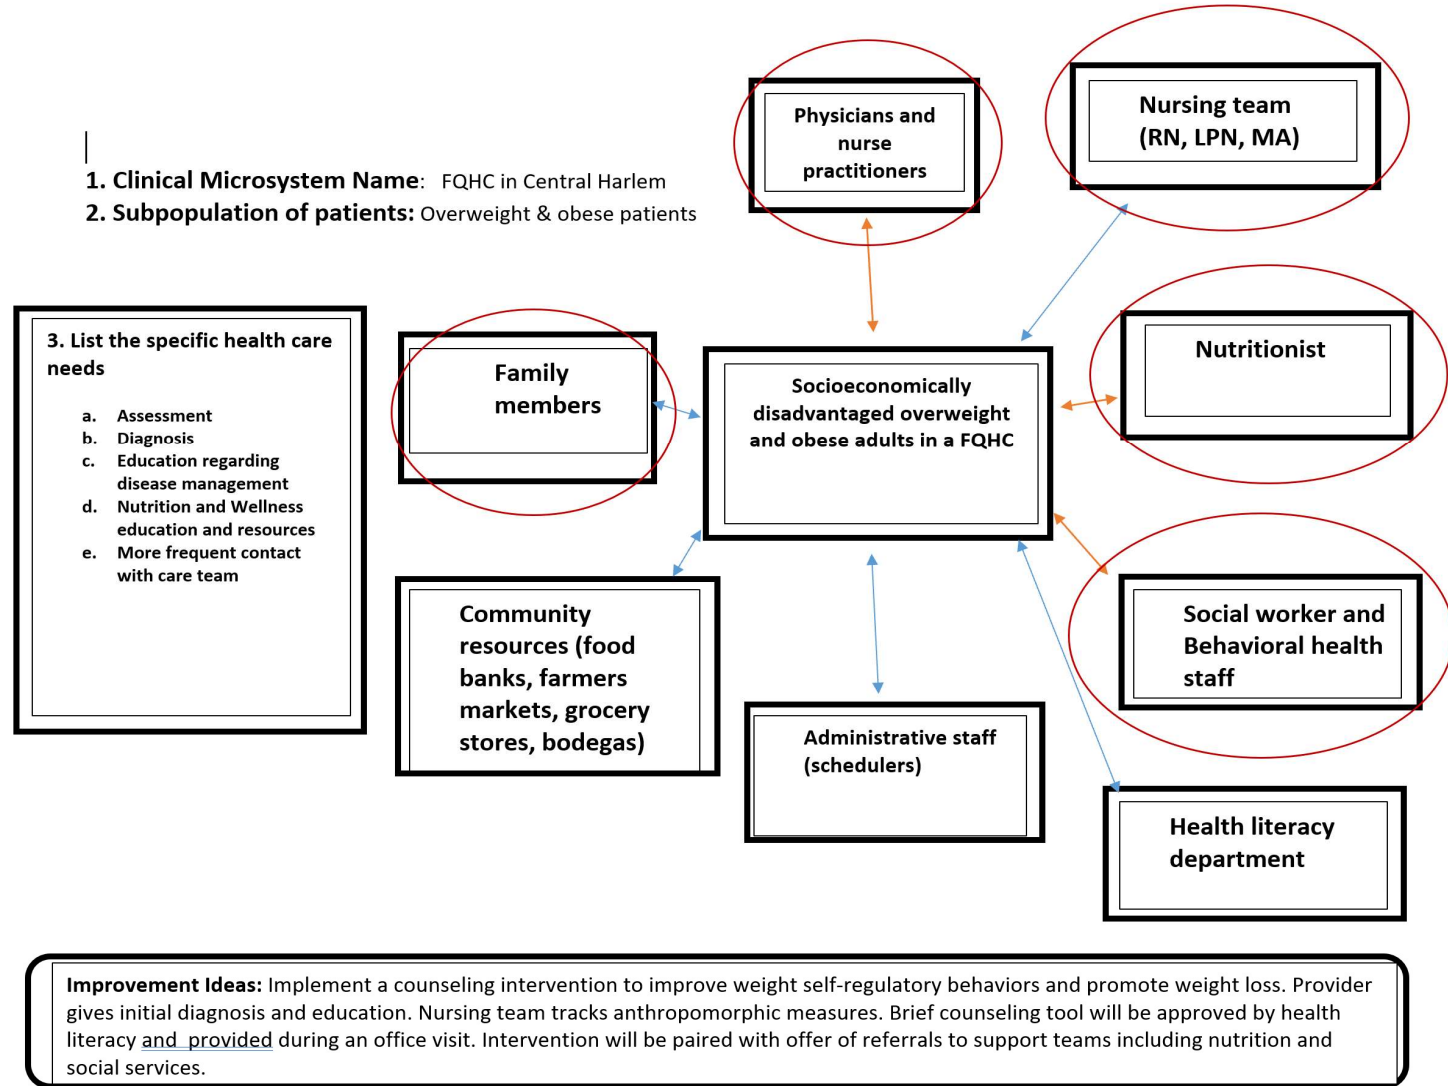 1. Clinical Microsystem Name: FQHC in Central Harlem
2. Subpopulation of patients: Overweight & obese patients
Physicians and
nurse
practitioners
Nursing team
(RN, LPN, MA)
3. List the specific health care
needs
a. Assessment
b. Diagnosis
c. Education regarding
disease management
d. Nutrition and Wellness
education and resources
e. More frequent contact
with care team
Family
members
Socioeconomically
disadvantaged overweight
and obese adults in a FQHC
Nutritionist
Community
resources (food
banks, farmers
markets, grocery
stores, bodegas)
Administrative staff
(schedulers)
Social worker and
Behavioral health
staff
Health literacy
department
Improvement Ideas: Implement a counseling intervention to improve weight self-regulatory behaviors and promote weight loss. Provider
gives initial diagnosis and education. Nursing team tracks anthropomorphic measures. Brief counseling tool will be approved by health
literacy and  provided during an office visit. Intervention will be paired with offer of referrals to support teams including nutrition and
social services.